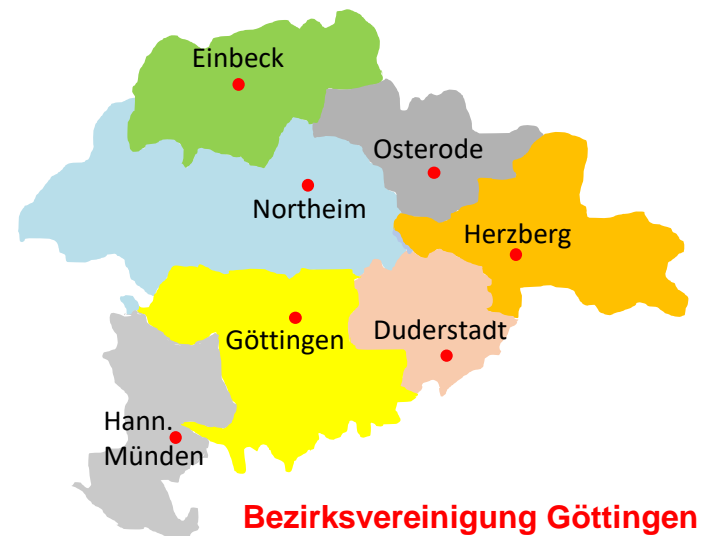 Einbeck
Osterode
Northeim
Herzberg
Göttingen
Duderstadt
Hann.
Münden
Bezirksvereinigung Göttingen